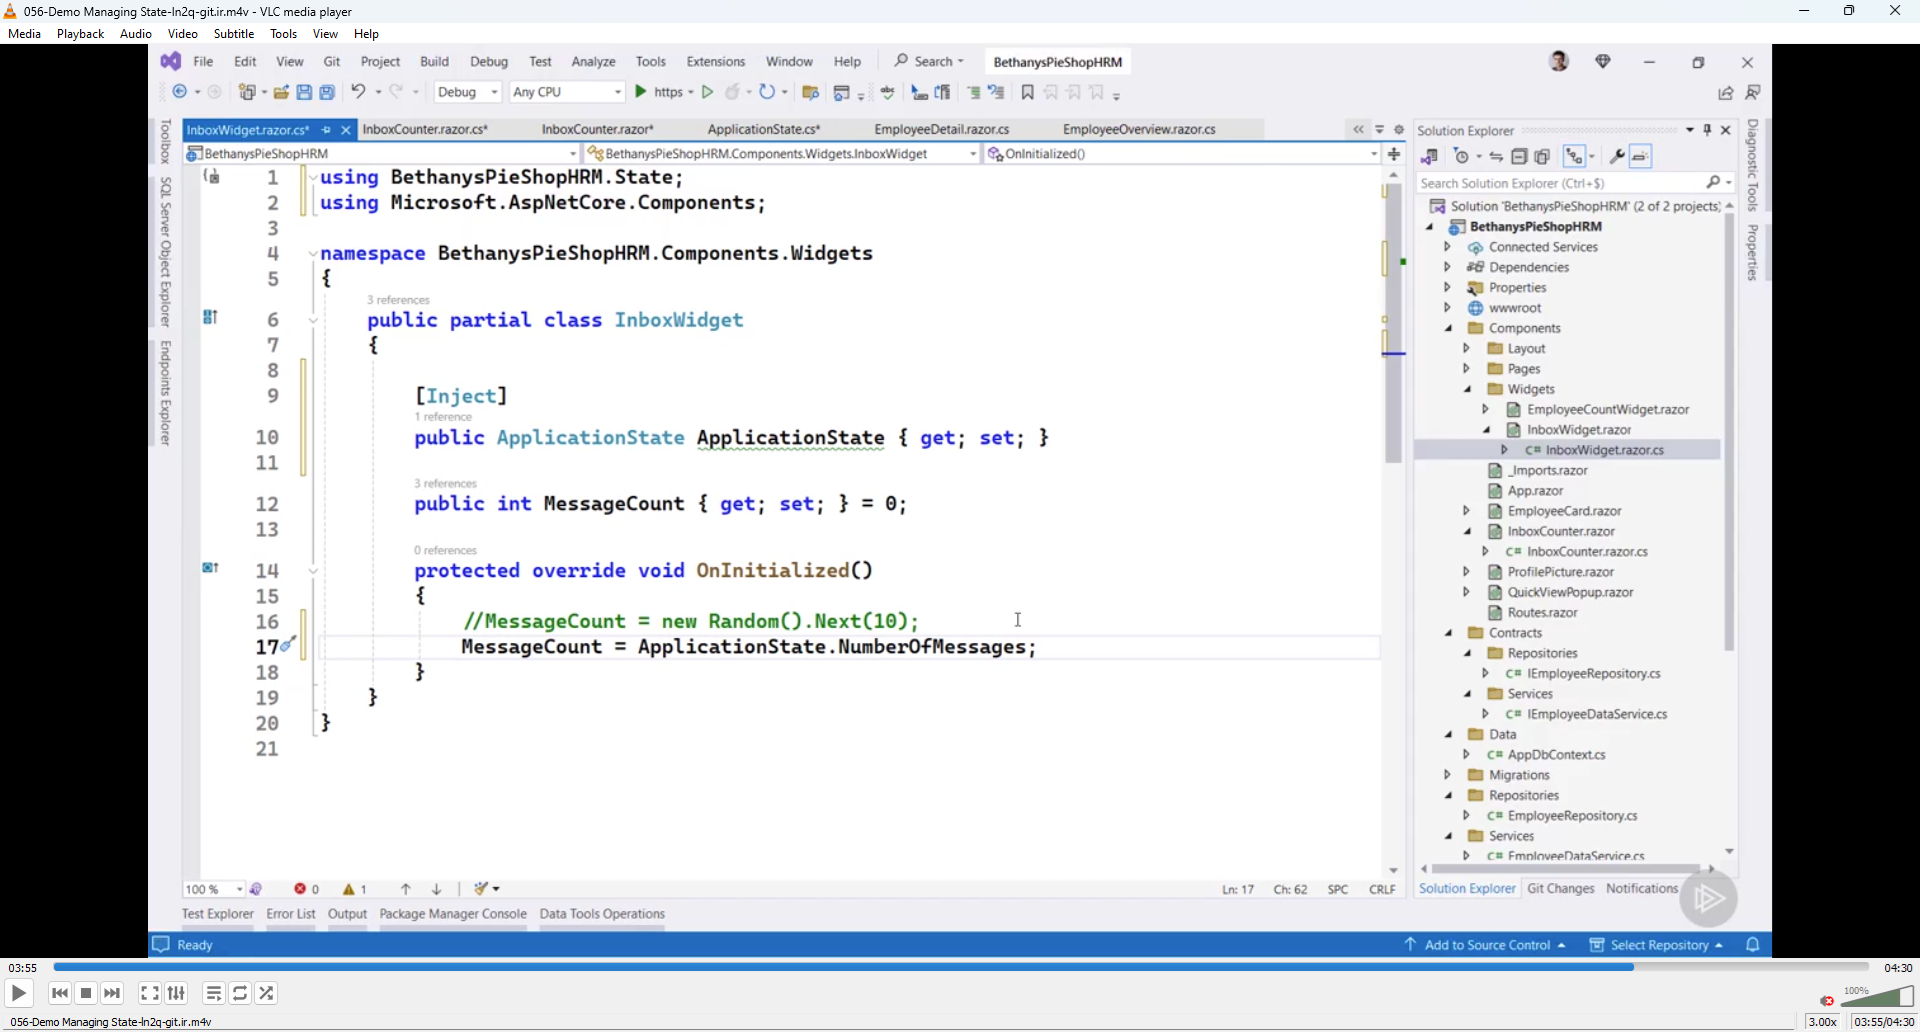 056-Demo Managing State-ln2q-git.ir.m4v - VLC media player
Media Playback Audio Video Subtitle Tools View Help
File Edit View Git Project Build Debug Test Analyze Tools Extensions Window Help Search BethanysPieShopHRM
Debug Any CPU https
InboxWidget.razor.cs* InboxCounter.razor.cs* InboxCounter.razor* ApplicationState.cs* EmployeeDetail.razor.cs EmployeeOverview.razor.cs
BethanysPieShopHRM BethanysPieShopHRM.Components.Widgets.InboxWidget OnInitialized()
Toolbox
SQL Server Object Explorer
Endpoints Explorer
1 using BethanysPieShopHRM.State;
2 using Microsoft.AspNetCore.Components;
3
4 namespace BethanysPieShopHRM.Components.Widgets
5 {
3 references
6 public partial class InboxWidget
7 {
8
9 [Inject]
1 reference
10 public ApplicationState ApplicationState { get; set; }
11
3 references
12 public int MessageCount { get; set; } = 0;
13
0 references
14 protected override void OnInitialized()
15 {
16 //MessageCount = new Random().Next(10);
17 MessageCount = ApplicationState.NumberOfMessages;
18 }
19 }
20 }
21
100 % 0 1 Ln: 17 Ch: 62 SPC CRLF
Test Explorer Error List Output Package Manager Console Data Tools Operations
Solution Explorer
Search Solution Explorer (Ctrl+$)
Solution 'BethanysPieShopHRM' (2 of 2 projects)
BethanysPieShopHRM
Connected Services
Dependencies
Properties
wwwroot
Components
Layout
Pages
Widgets
EmployeeCountWidget.razor
InboxWidget.razor
C# InboxWidget.razor.cs
_Imports.razor
App.razor
EmployeeCard.razor
InboxCounter.razor
C# InboxCounter.razor.cs
ProfilePicture.razor
QuickViewPopup.razor
Routes.razor
Contracts
Repositories
C# IEmployeeRepository.cs
Services
C# IEmployeeDataService.cs
Data
C# AppDbContext.cs
Migrations
Repositories
C# EmployeeRepository.cs
Services
C# EmployeeDataService.cs
Solution Explorer Git Changes Notifications
Diagnostic Tools
Properties
Ready Add to Source Control Select Repository
03:55 04:30
100%
056-Demo Managing State-ln2q-git.ir.m4v 3.00x 03:55/04:30